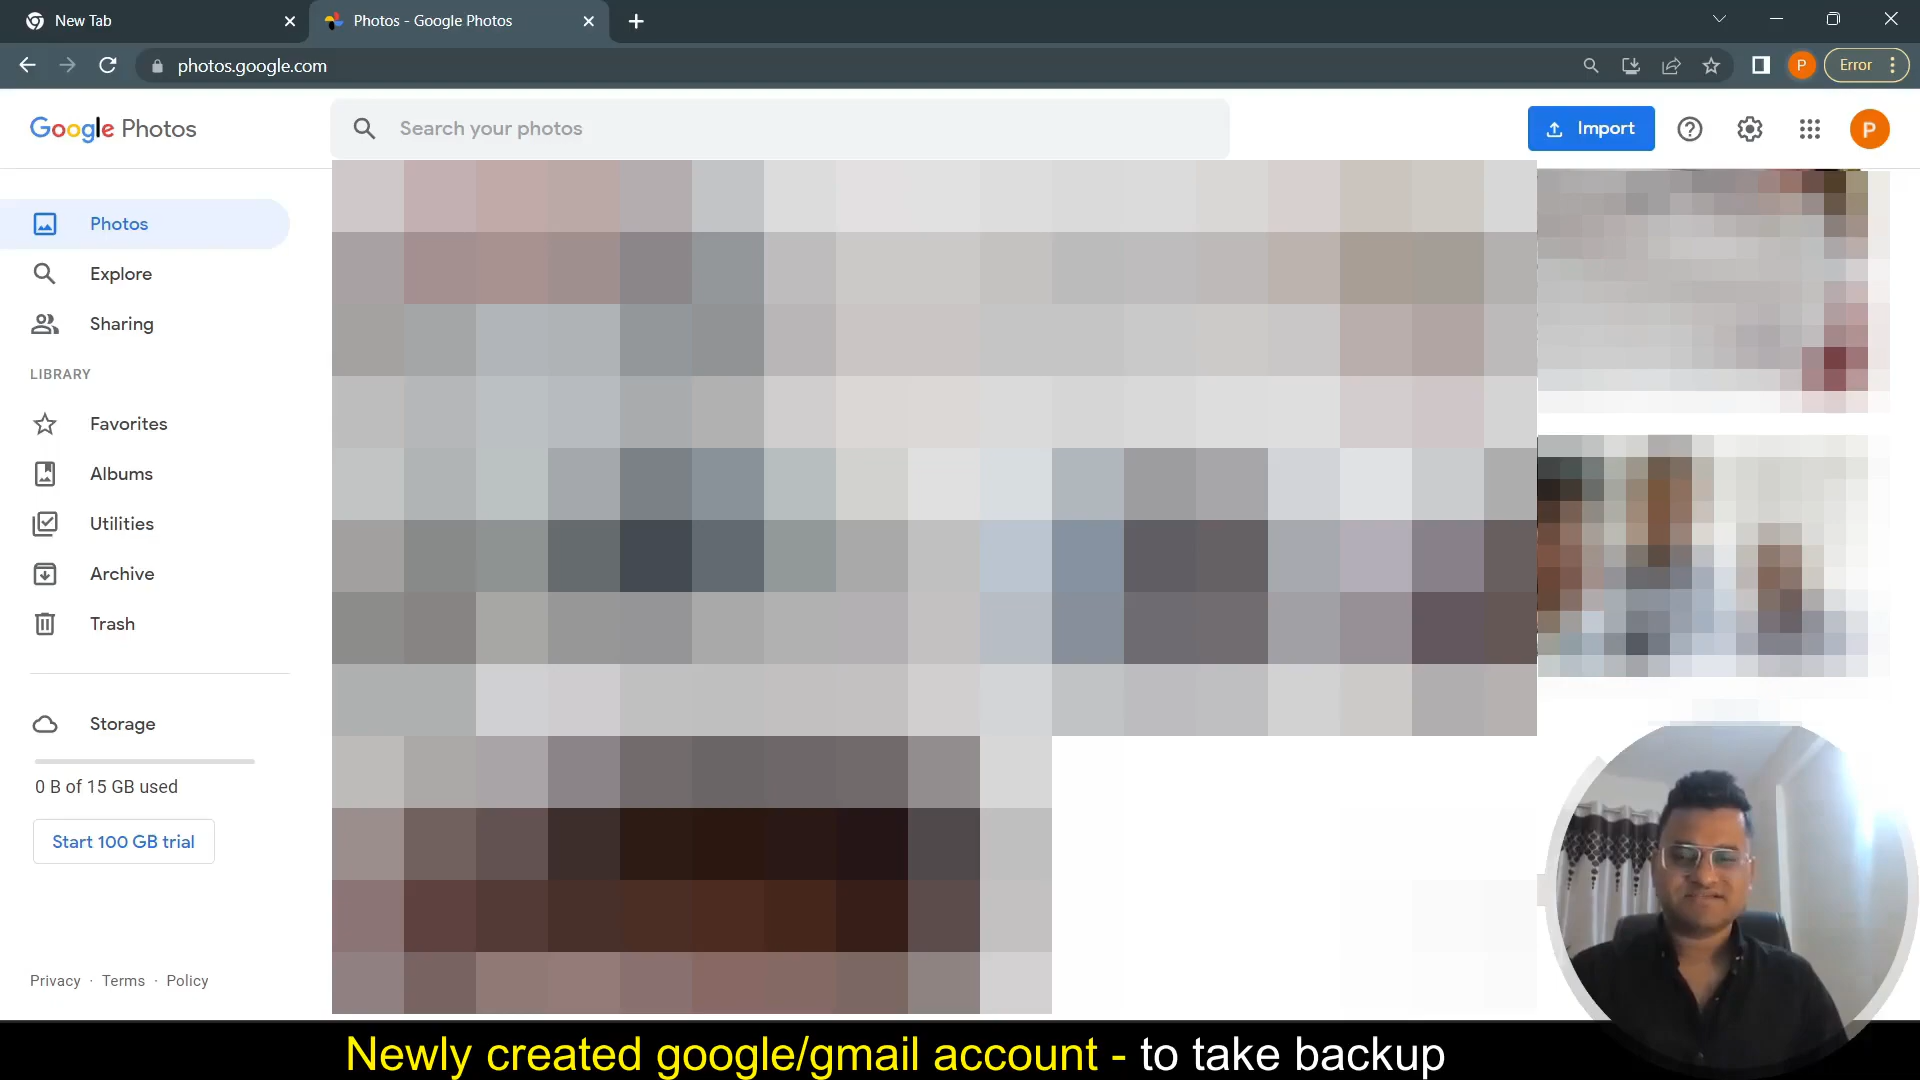 New Tab
Photos - Google Photos
photos.google.com
P
Error
Google Photos
Search your photos
Import
P
Photos
Explore
Sharing
LIBRARY
Favorites
Albums
Utilities
Archive
Trash
Storage
0 B of 15 GB used
Start 100 GB trial
Privacy · Terms · Policy
Newly created google/gmail account - to take backup